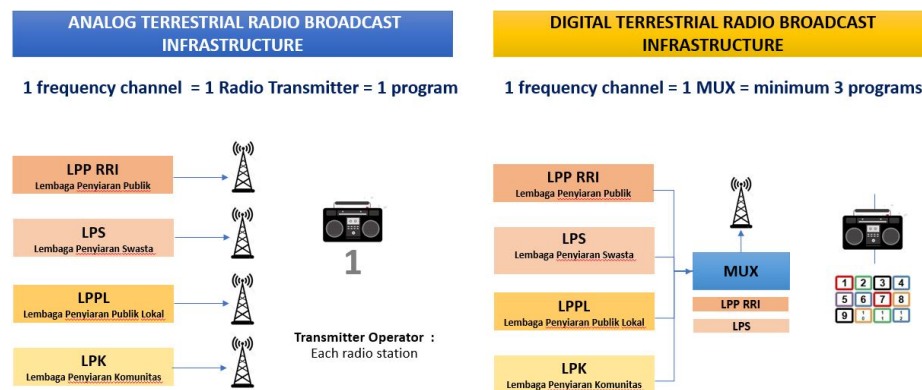 ANALOG TERRESTRIAL RADIO BROADCAST
INFRASTRUCTURE
1 frequency channel = 1 Radio Transmitter = 1 program
LPP RRI
Lembaga Penyiaran Publik
LPS
Lembaga Penyiaran Swasta
LPPL
Lembaga Penyiaran Publik Lokal
LPK
Lembaga Penyiaran Komunitas
1
Transmitter Operator :
Each radio station
DIGITAL TERRESTRIAL RADIO BROADCAST
INFRASTRUCTURE
1 frequency channel = 1 MUX = minimum 3 programs
LPP RRI
Lembaga Penyiaran Publik
LPS
Lembaga Penyiaran Swasta
LPPL
Lembaga Penyiaran Publik Lokal
LPK
Lembaga Penyiaran Komunitas
MUX
LPP RRI
LPS
1 2 3 4
5 6 7 8
9 10 11 12